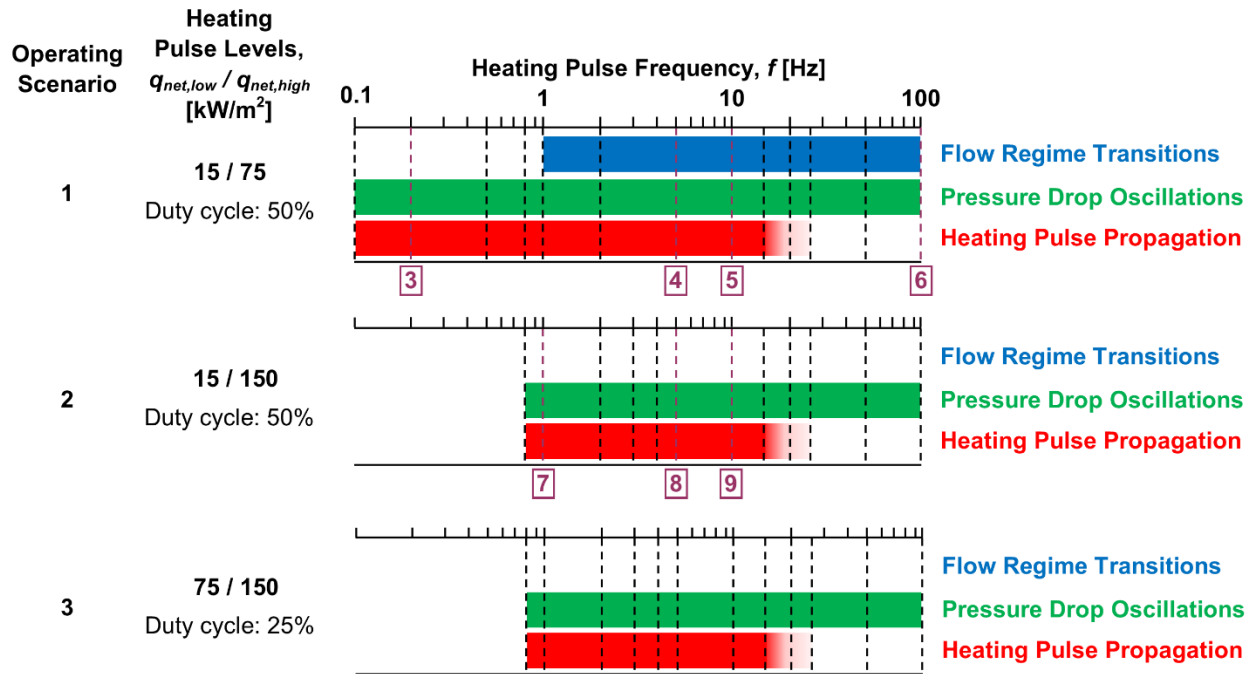 Operating
Scenario
Heating
Pulse Levels,
qnet,low / qnet,high
[kW/m²]
Heating Pulse Frequency, f [Hz]
0.1 1 10 100
1
15 / 75
Duty cycle: 50%
Flow Regime Transitions
Pressure Drop Oscillations
Heating Pulse Propagation
3 4 5 6
2
15 / 150
Duty cycle: 50%
Flow Regime Transitions
Pressure Drop Oscillations
Heating Pulse Propagation
7 8 9
3
75 / 150
Duty cycle: 25%
Flow Regime Transitions
Pressure Drop Oscillations
Heating Pulse Propagation